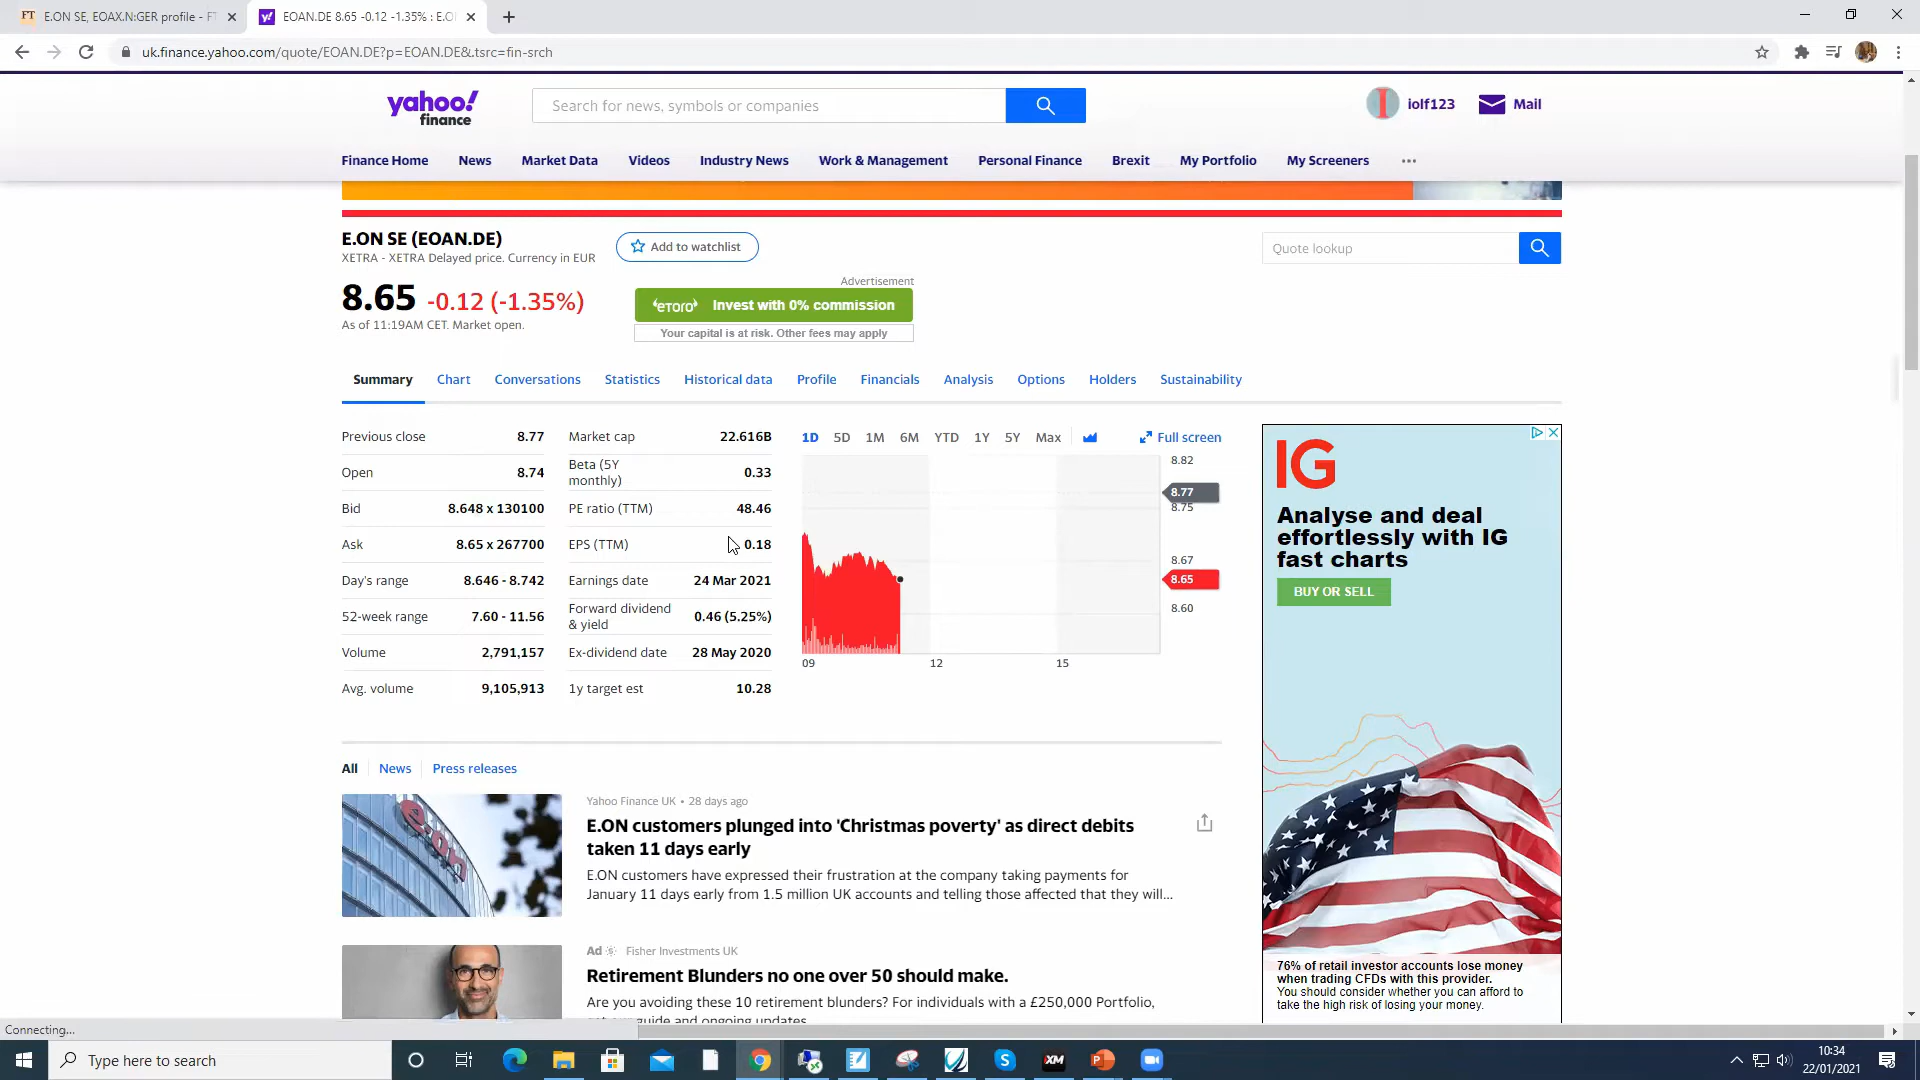 E.ON SE, EOAX.N:GER profile - FT
EOAN.DE 8.65 -0.12 -1.35% : E.O
uk.finance.yahoo.com/quote/EOAN.DE?p=EOAN.DE&.tsrc=fin-srch
yahoo!
finance
Search for news, symbols or companies
iolf123
Mail
Finance Home
News
Market Data
Videos
Industry News
Work & Management
Personal Finance
Brexit
My Portfolio
My Screeners
E.ON SE (EOAN.DE)
XETRA - XETRA Delayed price. Currency in EUR
Add to watchlist
Quote lookup
8.65 -0.12 (-1.35%)
As of 11:19AM CET. Market open.
Advertisement
eToro Invest with 0% commission
Your capital is at risk. Other fees may apply
Summary
Chart
Conversations
Statistics
Historical data
Profile
Financials
Analysis
Options
Holders
Sustainability
Previous close 8.77
Open 8.74
Bid 8.648 x 130100
Ask 8.65 x 267700
Day's range 8.646 - 8.742
52-week range 7.60 - 11.56
Volume 2,791,157
Avg. volume 9,105,913
Market cap 22.616B
Beta (5Y
monthly) 0.33
PE ratio (TTM) 48.46
EPS (TTM) 0.18
Earnings date 24 Mar 2021
Forward dividend
& yield 0.46 (5.25%)
Ex-dividend date 28 May 2020
1y target est 10.28
1D 5D 1M 6M YTD 1Y 5Y Max
Full screen
8.82
8.77
8.75
8.67
8.65
8.60
09 12 15
IG
Analyse and deal
effortlessly with IG
fast charts
BUY OR SELL
76% of retail investor accounts lose money
when trading CFDs with this provider.
You should consider whether you can afford to
take the high risk of losing your money.
All
News
Press releases
Yahoo Finance UK • 28 days ago
E.ON customers plunged into 'Christmas poverty' as direct debits
taken 11 days early
E.ON customers have expressed their frustration at the company taking payments for
January 11 days early from 1.5 million UK accounts and telling those affected that they will...
e.on
Ad Fisher Investments UK
Retirement Blunders no one over 50 should make.
Are you avoiding these 10 retirement blunders? For individuals with a £250,000 Portfolio,
guide and ongoing updates
Connecting...
Type here to search
XM
10:34
22/01/2021